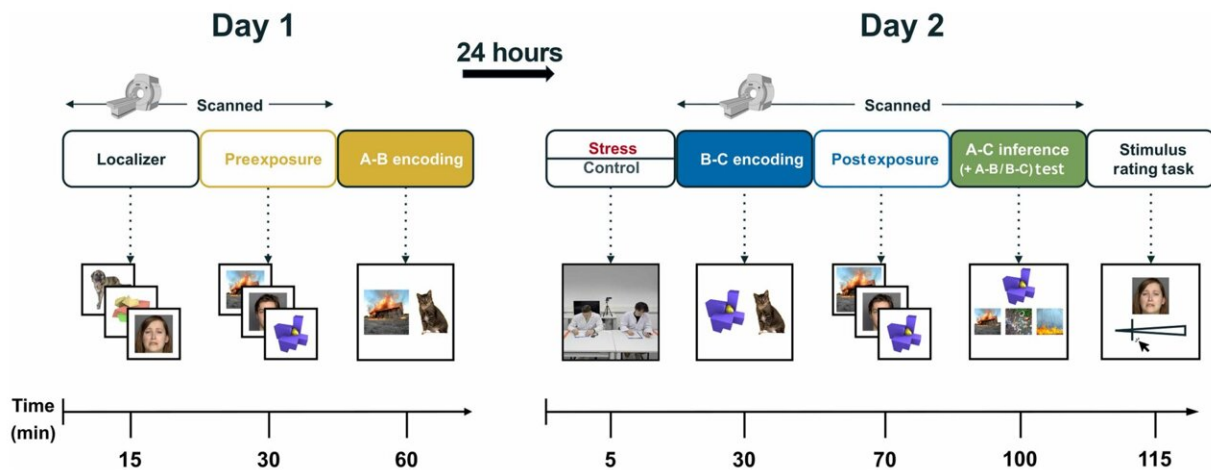 Day 1
24 hours
Day 2
Scanned
Scanned
Localizer
Preexposure
A-B encoding
Stress
Control
B-C encoding
Postexposure
A-C inference
(+ A-B/B-C) test
Stimulus
rating task
Time
(min)
15
30
60
5
30
70
100
115